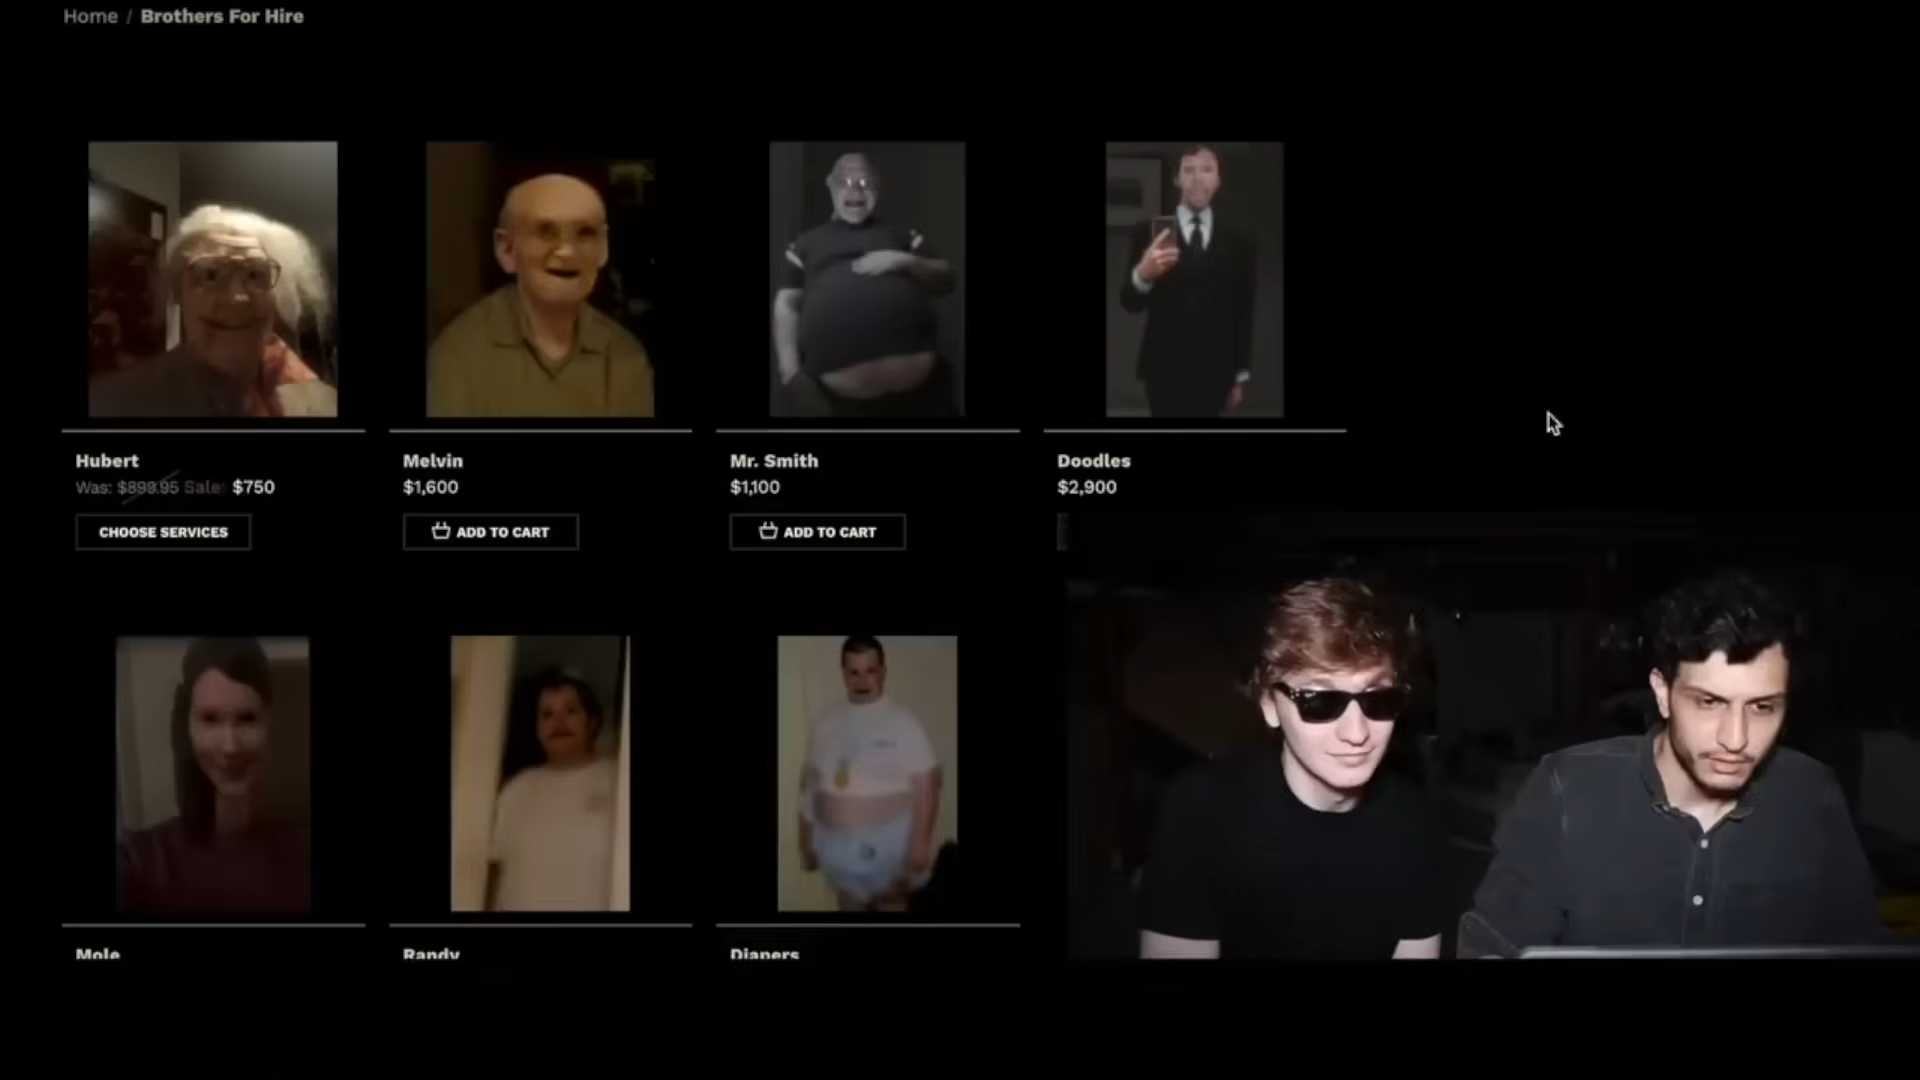 Home / Brothers For Hire
Hubert
Was: $899.95 Sale: $750
CHOOSE SERVICES
Melvin
$1,600
ADD TO CART
Mr. Smith
$1,100
ADD TO CART
Doodles
$2,900
Mole
Randy
Diapers